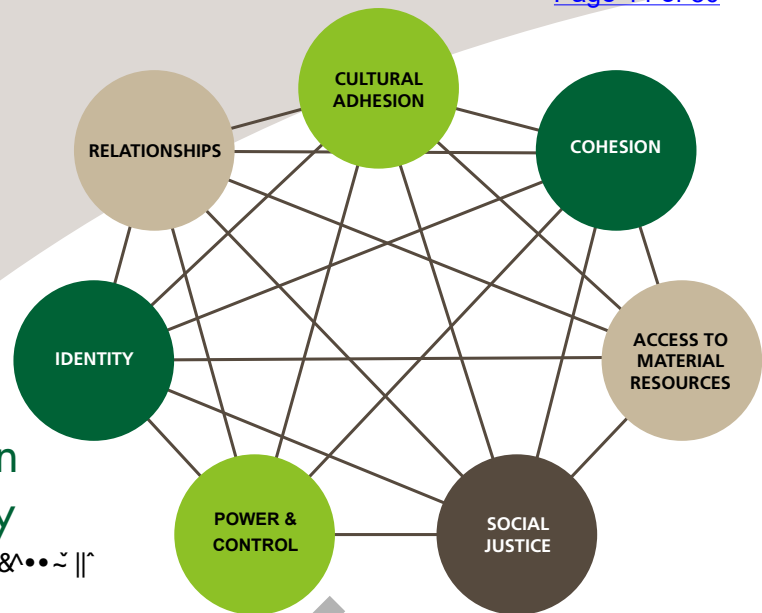 CULTURAL
ADHESION
RELATIONSHIPS
COHESION
IDENTITY
ACCESS TO
MATERIAL
RESOURCES
POWER &
CONTROL
SOCIAL
JUSTICE